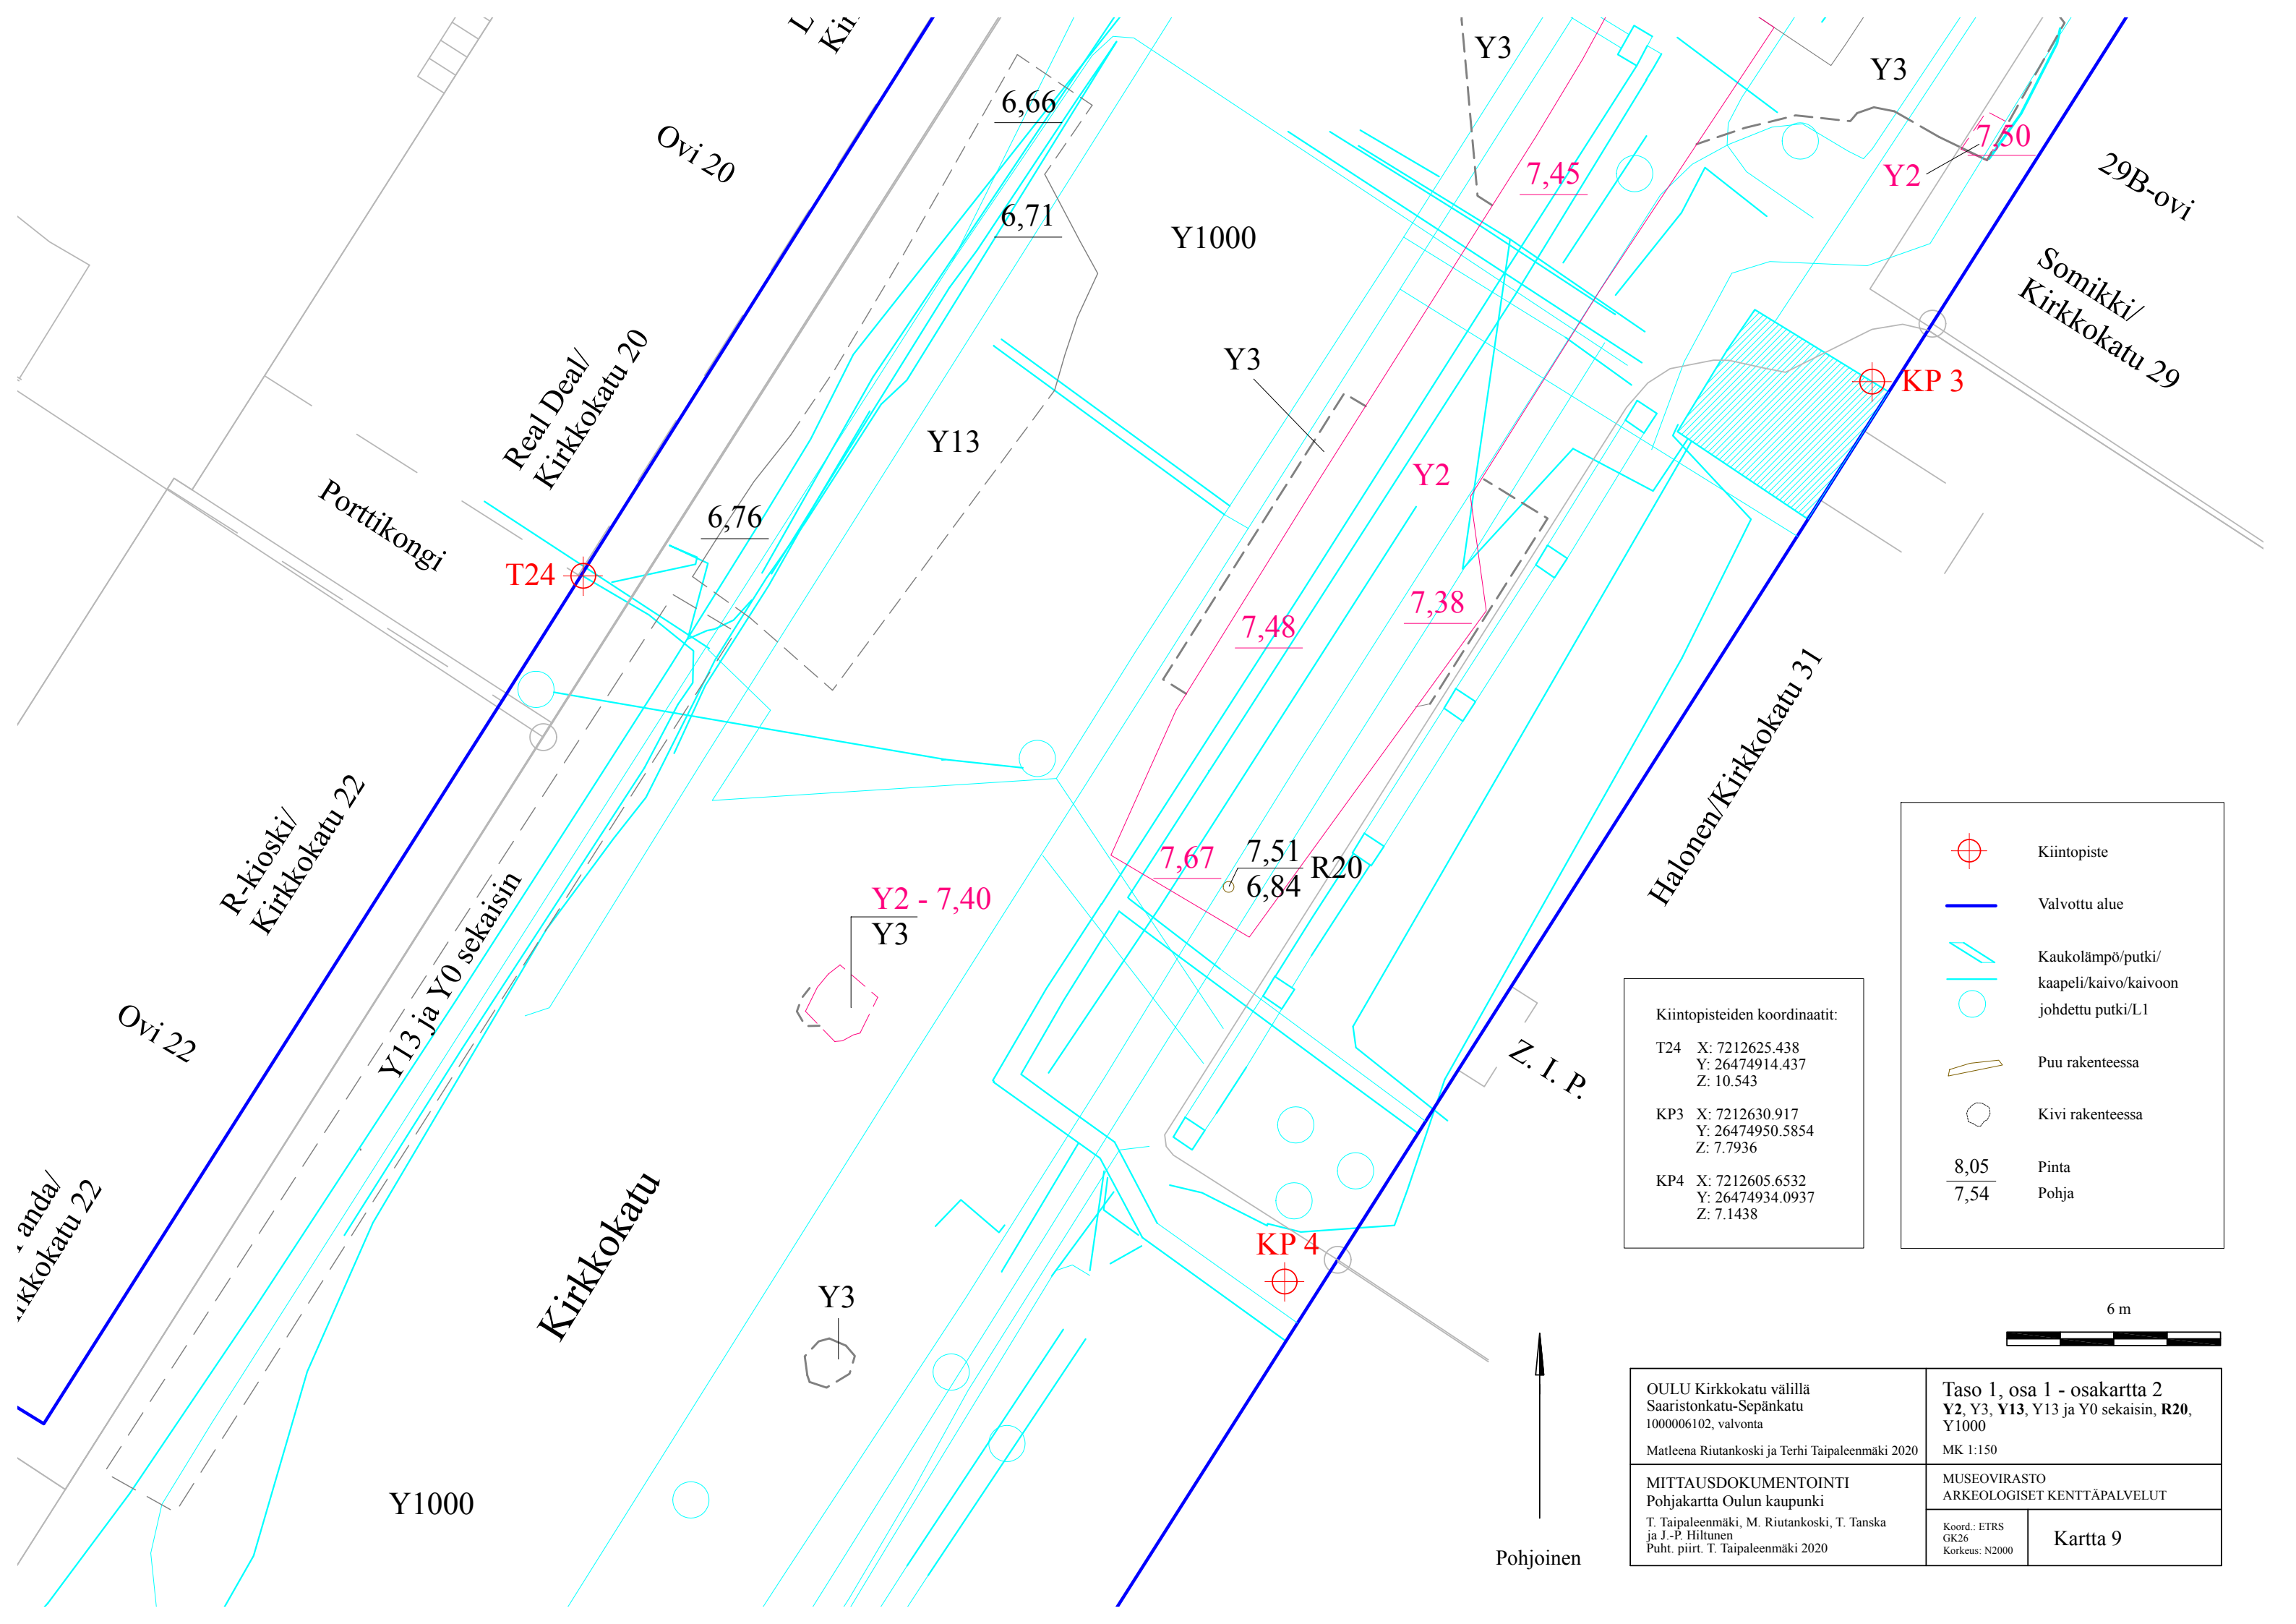 Y3
Y3
6,66
Ovi 20
7,50
Y2
7,45
29B-ovi
6,71
Y1000
Somikki/
Kirkkokatu 29
Real Deal/
Kirkkokatu 20
Y3
KP 3
Y13
Y2
Porttikongi
6,76
T24
7,38
7,48
Halonen/Kirkkokatu 31
R-kioski/
Kirkkokatu 22
7,67
7,51
6,84
R20
Y2 - 7,40
Y3
Y13 ja Y0 sekaisin
Ovi 22
Z. I. P.
Kirkkokatu
KP 4
Y3
Y1000
Kiintopiste
Valvottu alue
Kaukolämpö/putki/
kaapeli/kaivo/kaivoon
johdettu putki/L1
Puu rakenteessa
Kivi rakenteessa
8,05 Pinta
7,54 Pohja
Kiintopisteiden koordinaatit:
T24 X: 7212625.438
Y: 26474914.437
Z: 10.543
KP3 X: 7212630.917
Y: 26474950.5854
Z: 7.7936
KP4 X: 7212605.6532
Y: 26474934.0937
Z: 7.1438
6 m
Pohjoinen
OULU Kirkkokatu välillä
Saaristonkatu-Sepänkatu
1000006102, valvonta
Matleena Riutankoski ja Terhi Taipaleenmäki 2020
Taso 1, osa 1 - osakartta 2
Y2, Y3, Y13, Y13 ja Y0 sekaisin, R20,
Y1000
MK 1:150
MITTAUSDOKUMENTOINTI
Pohjakartta Oulun kaupunki
T. Taipaleenmäki, M. Riutankoski, T. Tanska
ja J.-P. Hiltunen
Puht. piirt. T. Taipaleenmäki 2020
MUSEOVIRASTO
ARKEOLOGISET KENTTÄPALVELUT
Koord.: ETRS
GK26
Korkeus: N2000
Kartta 9